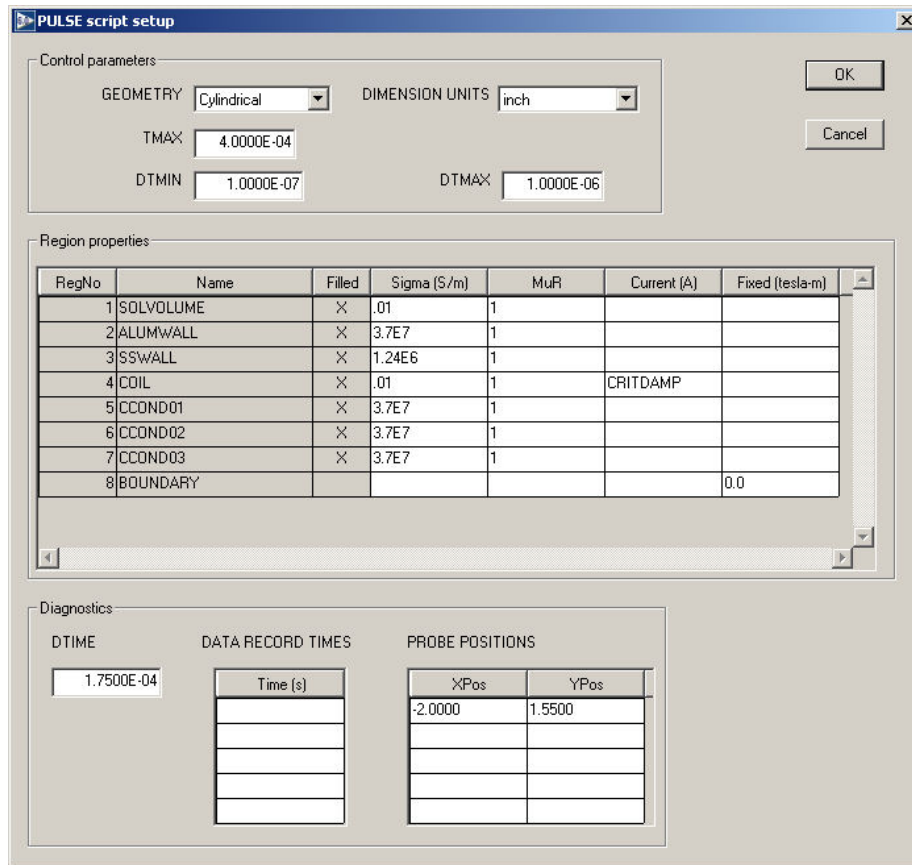 PULSE script setup
Control parameters
GEOMETRY Cylindrical DIMENSION UNITS inch
TMAX 4.0000E-04
DTMIN 1.0000E-07 DTMAX 1.0000E-06
OK
Cancel
Region properties
RegNo Name Filled Sigma (S/m) MuR Current (A) Fixed (tesla-m)
1 SOLVOLUME X .01 1
2 ALUMWALL X 3.7E7 1
3 SSWALL X 1.24E6 1
4 COIL X .01 1 CRITDAMP
5 CCOND01 X 3.7E7 1
6 CCOND02 X 3.7E7 1
7 CCOND03 X 3.7E7 1
8 BOUNDARY 0.0
Diagnostics
DTIME DATA RECORD TIMES PROBE POSITIONS
1.7500E-04 Time (s) XPos YPos
-2.0000 1.5500